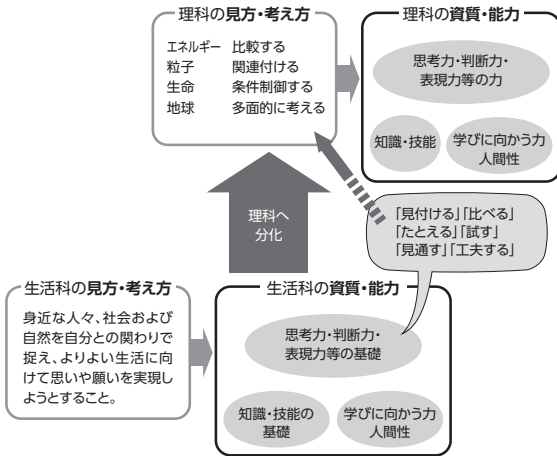 理科の見方・考え方
エネルギー 比較する
粒子 関連付ける
生命 条件制御する
地球 多面的に考える
理科の資質・能力
思考力・判断力・
表現力等の力
知識・技能
学びに向かう力
人間性
理科へ
分化
「見付ける」「比べる」
「たとえる」「試す」
「見通す」「工夫する」
生活科の見方・考え方
身近な人々、社会および
自然を自分との関わりで
捉え、よりよい生活に向
けて思いや願いを実現し
ようとすること。
生活科の資質・能力
思考力・判断力・
表現力等の基礎
知識・技能の
基礎
学びに向かう力
人間性